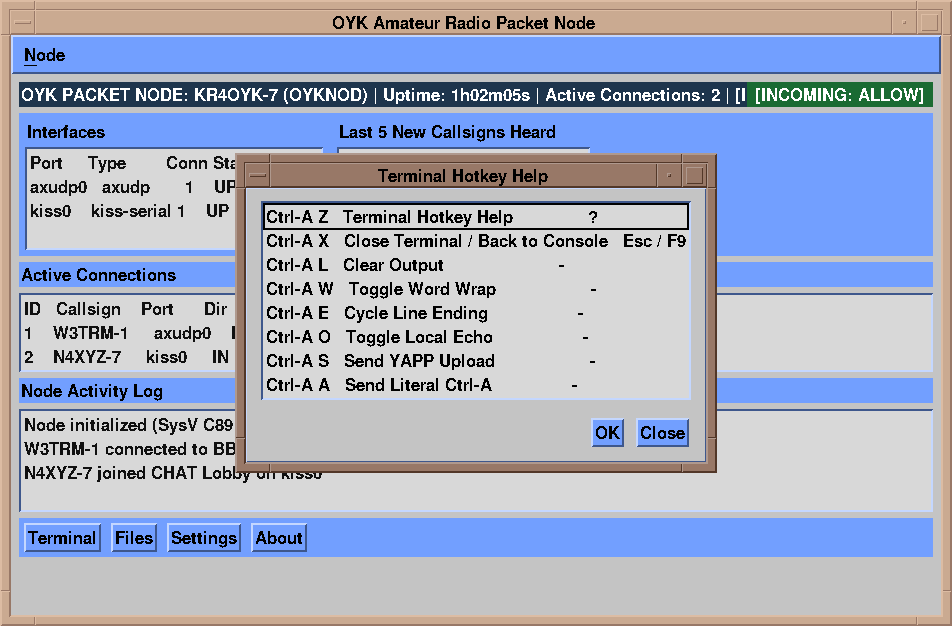 OYK Amateur Radio Packet Node
Node
OYK PACKET NODE: KR4OYK-7 (OYKNOD) | Uptime: 1h02m05s | Active Connections: 2 | [I [INCOMING: ALLOW]
Interfaces
Last 5 New Callsigns Heard
Port Type Conn Sta
axudp0 axudp 1 UP
kiss0 kiss-serial 1 UP
Active Connections
ID Callsign Port Dir
1 W3TRM-1 axudp0
2 N4XYZ-7 kiss0 IN
Node Activity Log
Node initialized (SysV C89
W3TRM-1 connected to BB
N4XYZ-7 joined CHAT Lobby on kiss0
Terminal Files Settings About
Terminal Hotkey Help
Ctrl-A Z Terminal Hotkey Help ?
Ctrl-A X Close Terminal / Back to Console Esc / F9
Ctrl-A L Clear Output -
Ctrl-A W Toggle Word Wrap -
Ctrl-A E Cycle Line Ending -
Ctrl-A O Toggle Local Echo -
Ctrl-A S Send YAPP Upload -
Ctrl-A A Send Literal Ctrl-A -
OK Close